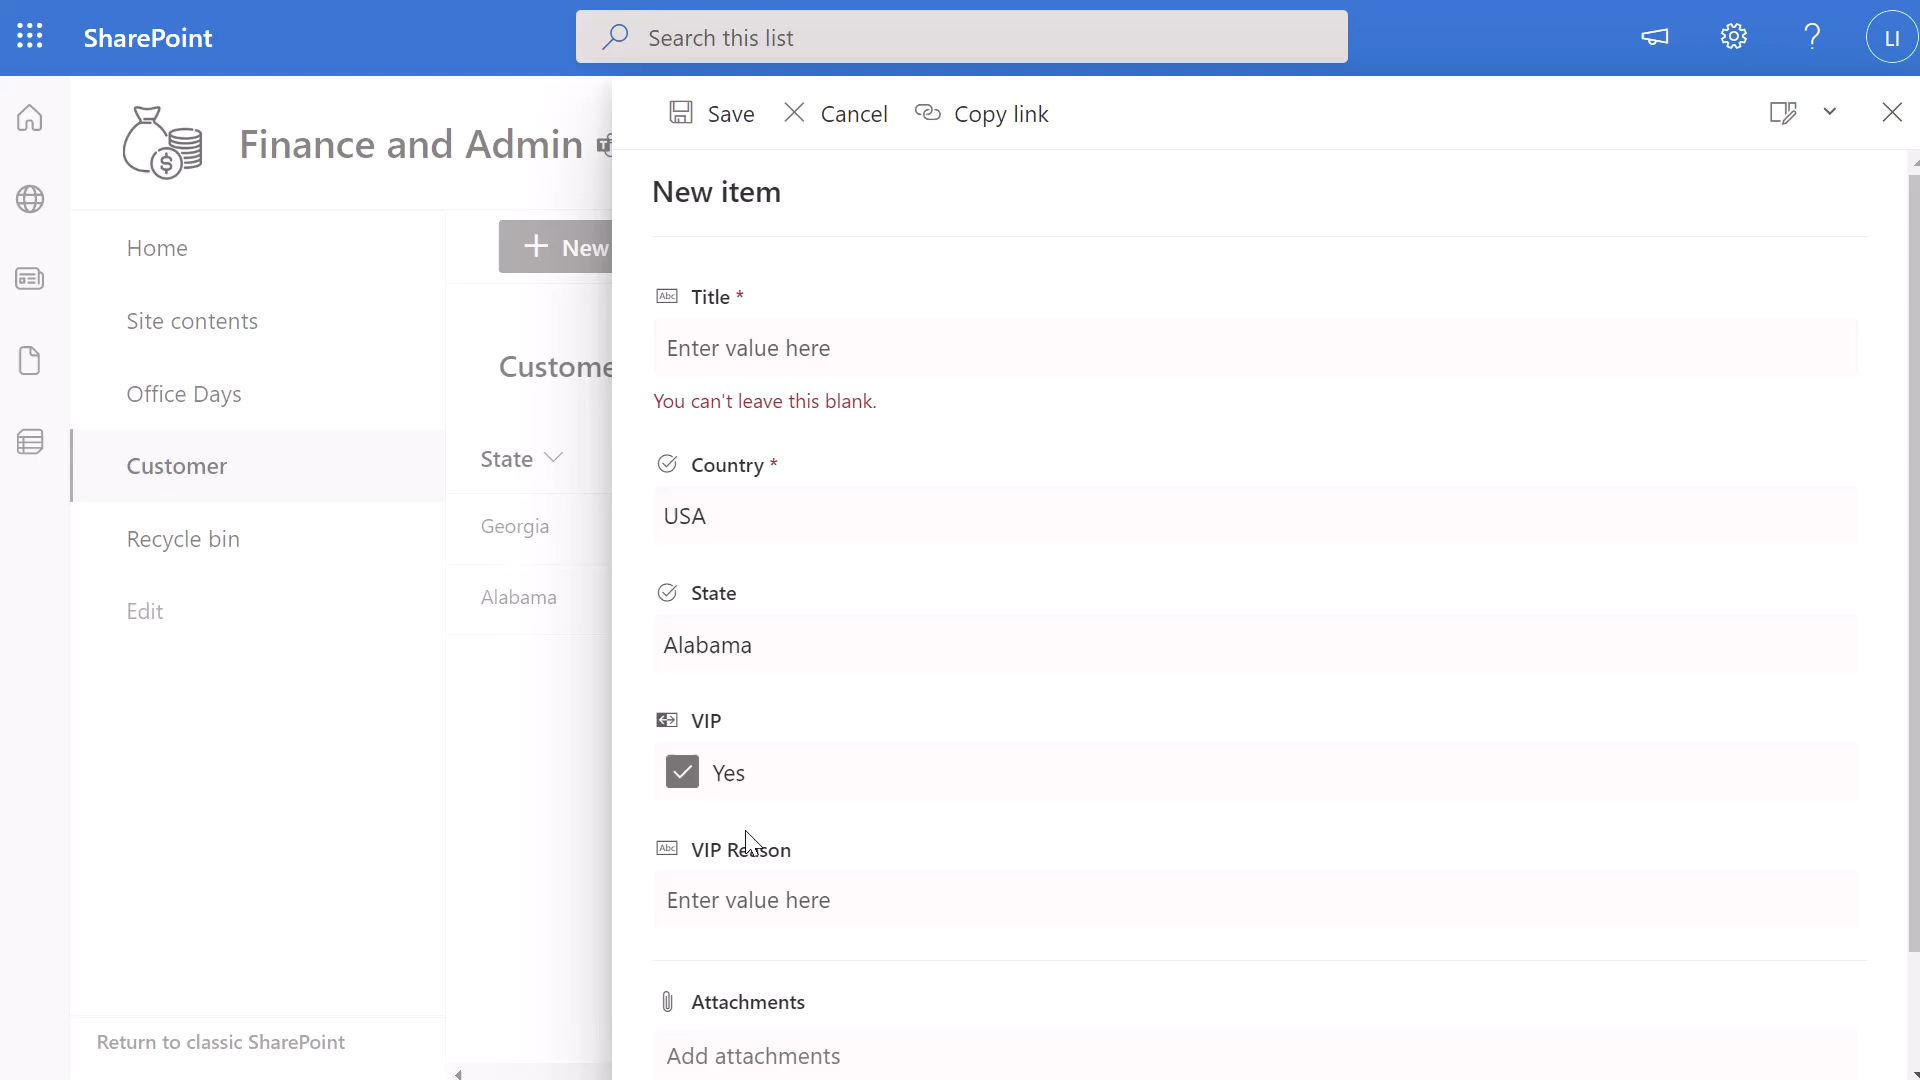 SharePoint
Search this list
LI
Finance and Admin
Home
Site contents
Office Days
Customer
Recycle bin
Edit
Return to classic SharePoint
New
Custome
State
Georgia
Alabama
Save
Cancel
Copy link
New item
Abc Title *
Enter value here
You can't leave this blank.
Country *
USA
State
Alabama
VIP
Yes
Abc VIP Reason
Enter value here
Attachments
Add attachments